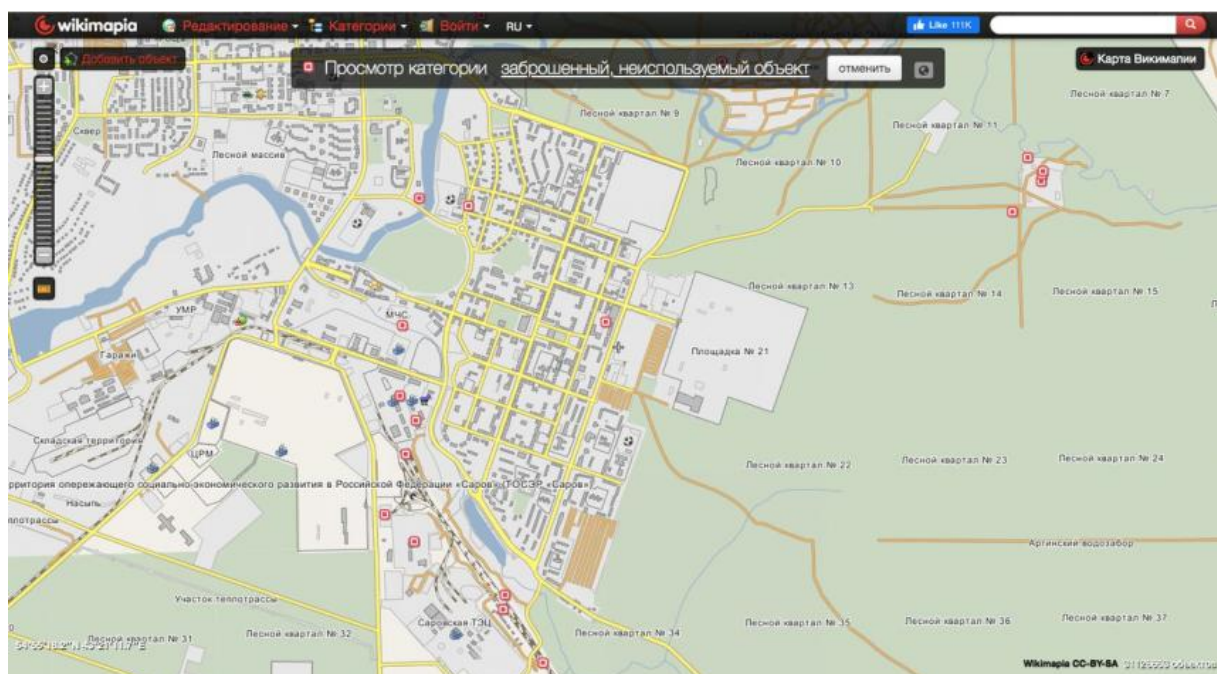 wikimapia Редактирование Категории Войти RU Like 111K
Добавить объект
Просмотр категории заброшенный, неиспользуемый объект отменить
Карта Викимапии
Лесной квартал № 7
Лесной квартал № 9
Лесной квартал № 11
Сквер
Лесной массив
Лесной квартал № 10
Лесной квартал № 13
Лесной квартал № 14
Лесной квартал № 15
УМР
МЧС
Гаражи
Площадка № 21
Складская территория
ЦРМ
Лесной квартал № 22
Лесной квартал № 23
Лесной квартал № 24
рритория опережающего социально-экономического развития в Российской Федерации «Саров» (ТОСЭР «Саров»)
Насыпь
плотрассы
Артинский водозабор
Участок теплотрассы
Лесной квартал № 31
Лесной квартал № 32
Саровская ТЭЦ
Лесной квартал № 34
Лесной квартал № 35
Лесной квартал № 36
Лесной квартал № 37
Wikimapia CC-BY-SA